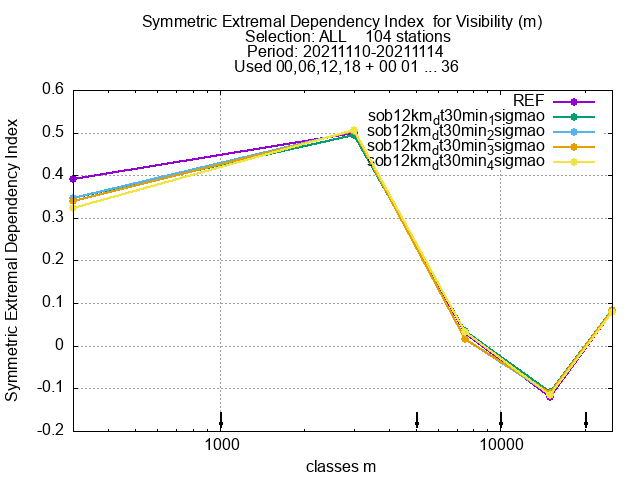 Symmetric Extremal Dependency Index for Visibility (m)
Selection: ALL 104 stations
Period: 20211110-20211114
Used 00,06,12,18 + 00 01 ... 36
REF
sob12km_dt30min_1sigmao
sob12km_dt30min_2sigmao
sob12km_dt30min_3sigmao
sob12km_dt30min_4sigmao
Symmetric Extremal Dependency Index
0.6
0.5
0.4
0.3
0.2
0.1
0
-0.1
-0.2
1000 10000
classes m